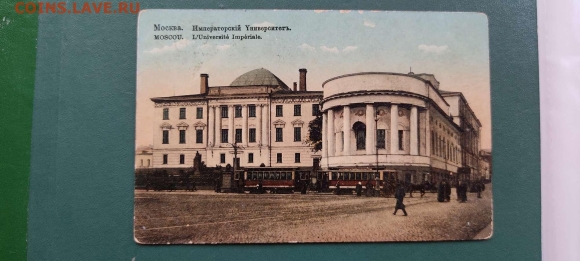 COINS.LAVE.RU
Москва. Императорскій Университетъ.
MOSCOU. L'Université Impériale.